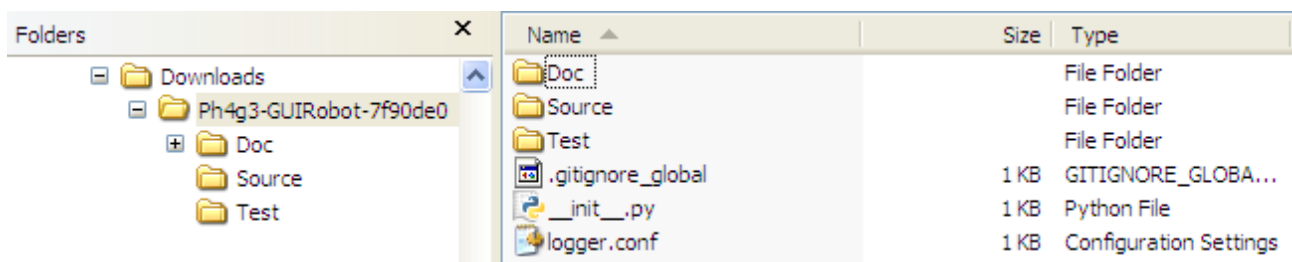 Folders
Downloads
Ph4g3-GUIRobot-7f90de0
Doc
Source
Test
Name Size Type
Doc File Folder
Source File Folder
Test File Folder
.gitignore_global 1 KB GITIGNORE_GLOBA...
__init__.py 1 KB Python File
logger.conf 1 KB Configuration Settings